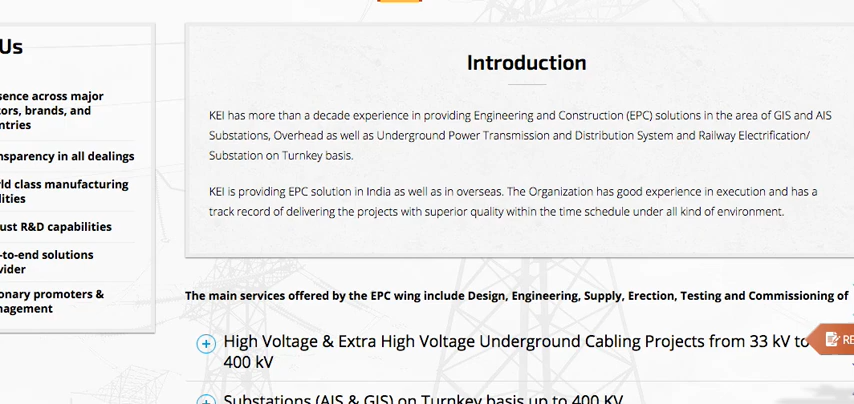 Us
sence across major
tors, brands, and
ntries
nsparency in all dealings
rld class manufacturing
lities
ust R&D capabilities
-to-end solutions
vider
onary promoters &
nagement
Introduction
KEI has more than a decade experience in providing Engineering and Construction (EPC) solutions in the area of GIS and AIS
Substations, Overhead as well as Underground Power Transmission and Distribution System and Railway Electrification/
Substation on Turnkey basis.
KEI is providing EPC solution in India as well as in overseas. The Organization has good experience in execution and has a
track record of delivering the projects with superior quality within the time schedule under all kind of environment.
The main services offered by the EPC wing include Design, Engineering, Supply, Erection, Testing and Commissioning of
High Voltage & Extra High Voltage Underground Cabling Projects from 33 kV to
400 kV
RE
Substations (AIS & GIS) on Turnkey basis up to 400 KV